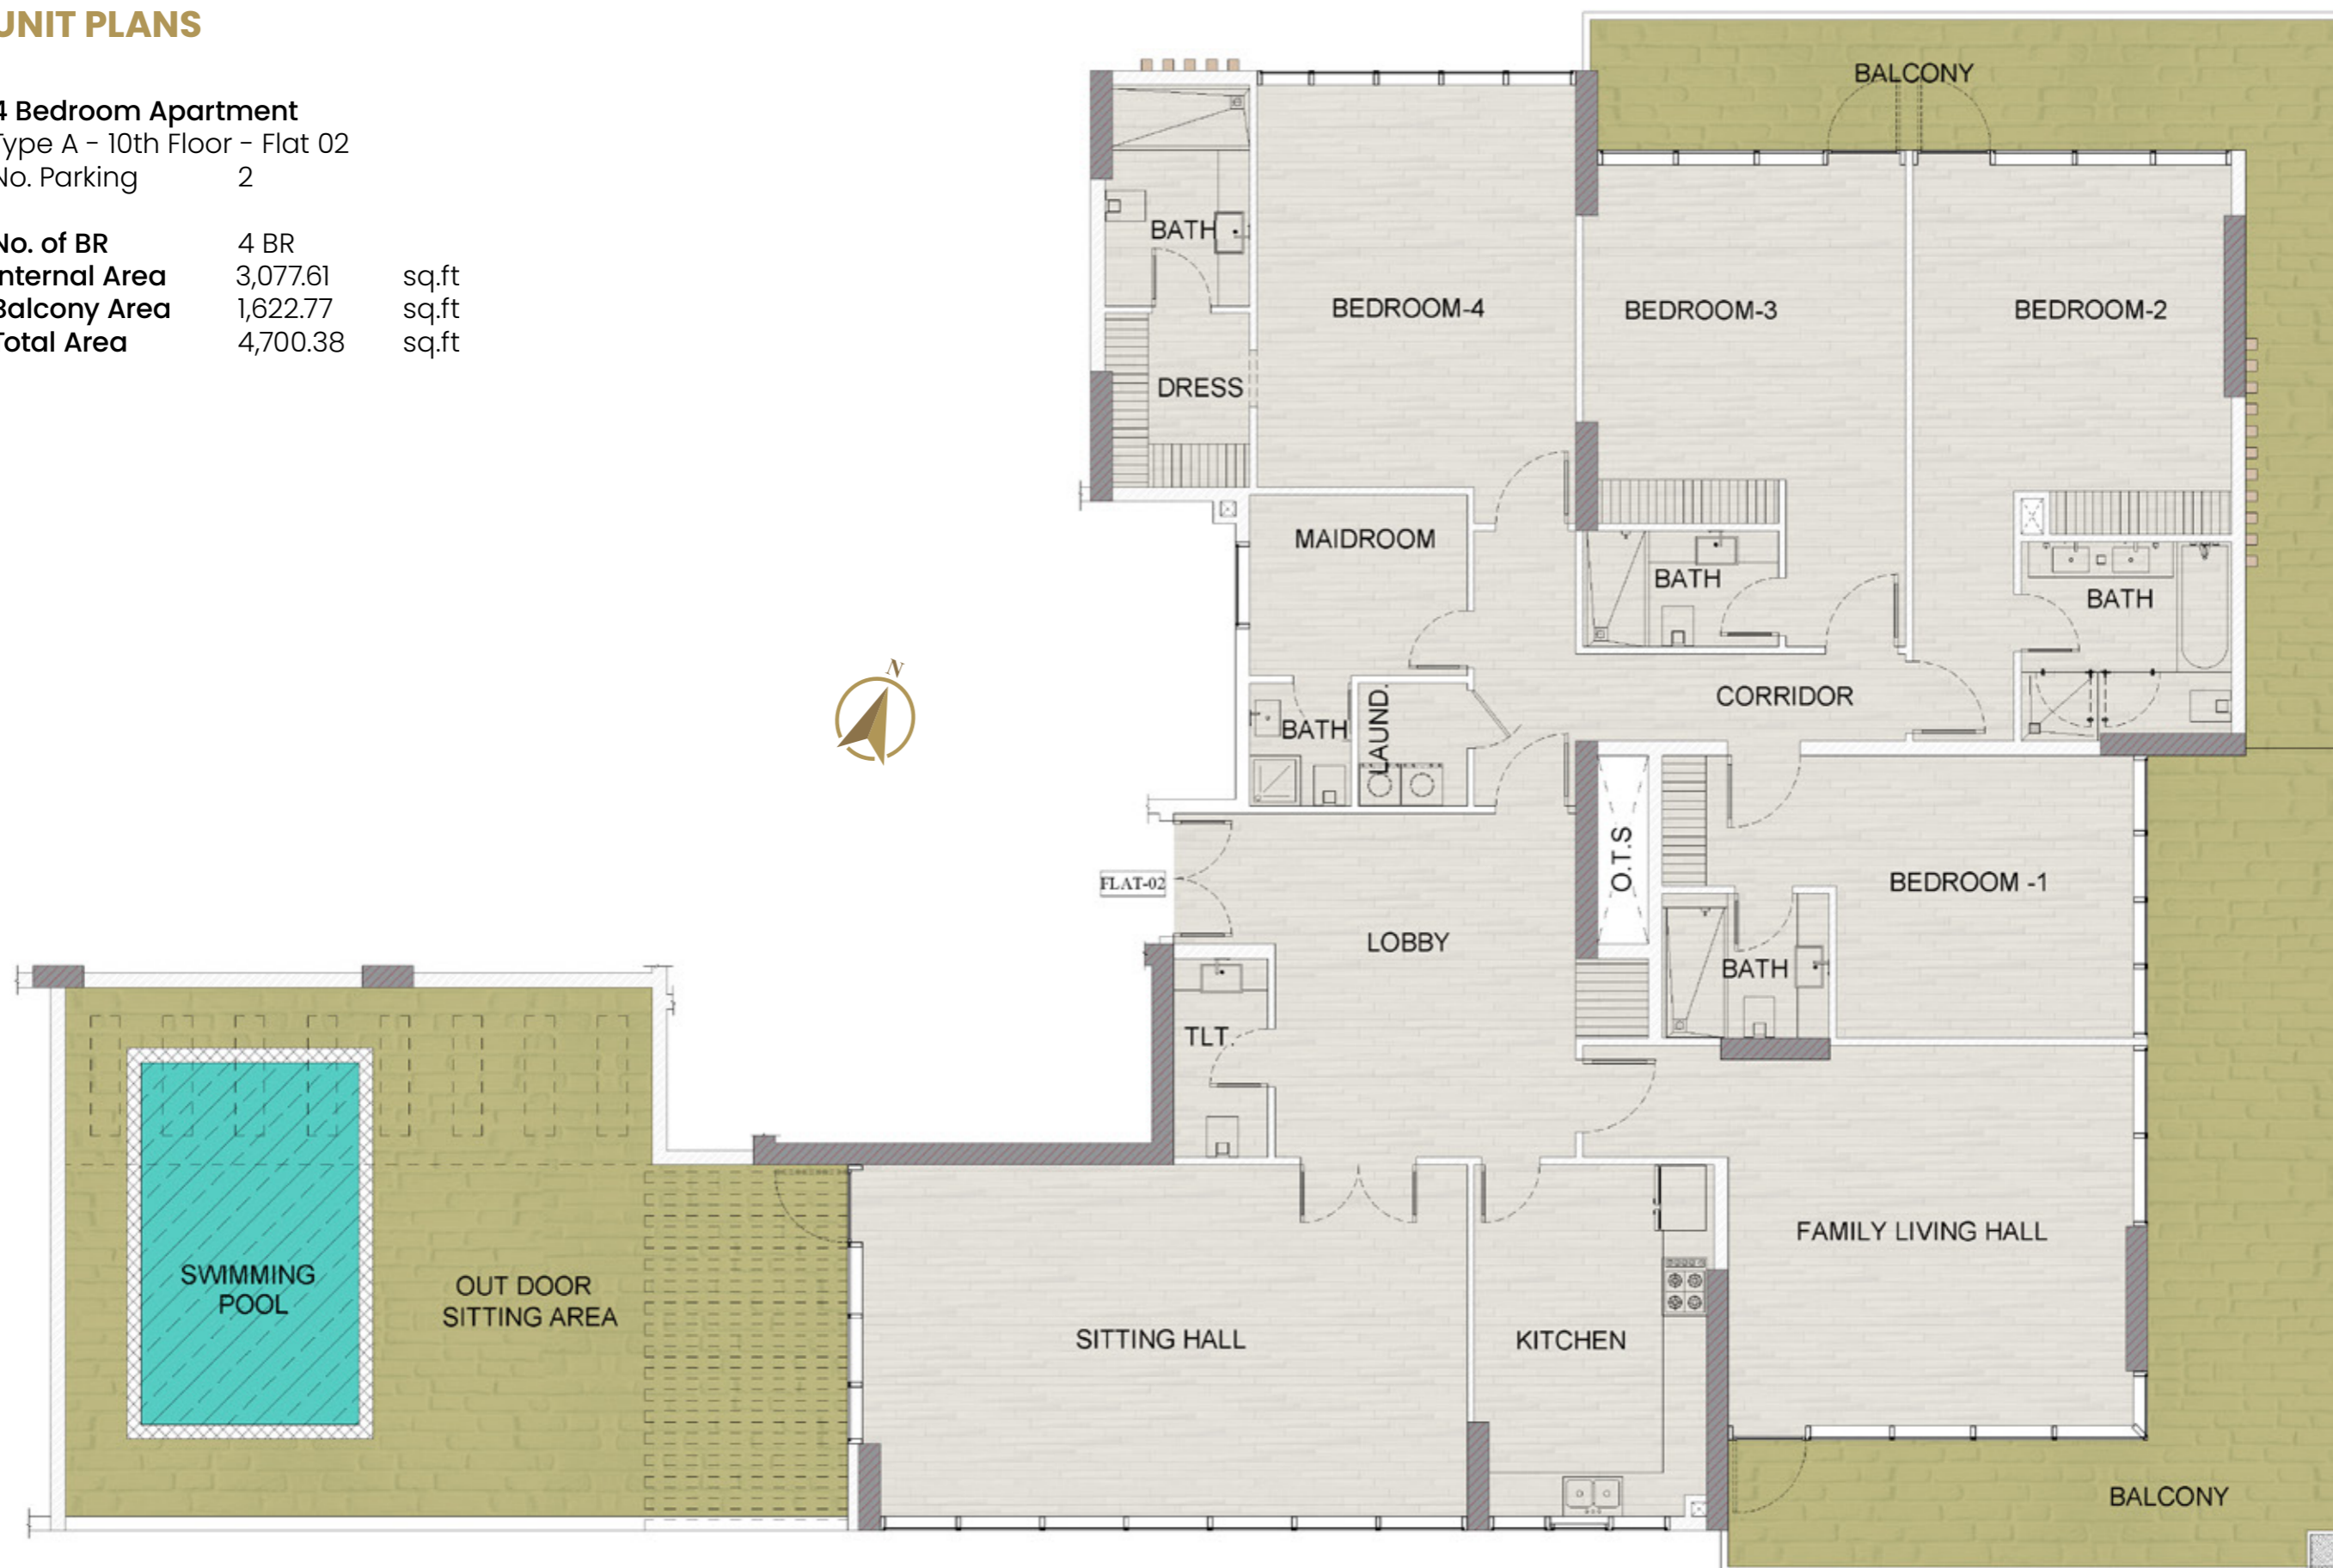 UNIT PLANS
4 Bedroom Apartment
Type A - 10th Floor - Flat 02
No. Parking 2
No. of BR 4 BR
Internal Area 3,077.61 sq.ft
Balcony Area 1,622.77 sq.ft
Total Area 4,700.38 sq.ft
BALCONY
BATH
BEDROOM-4
BEDROOM-3
BEDROOM-2
DRESS
MAIDROOM
BATH
BATH
N
CORRIDOR
BATH
LAUND.
O.T.S
FLAT-02
BEDROOM -1
LOBBY
BATH
TLT.
FAMILY LIVING HALL
SWIMMING
POOL
OUT DOOR
SITTING AREA
SITTING HALL
KITCHEN
BALCONY